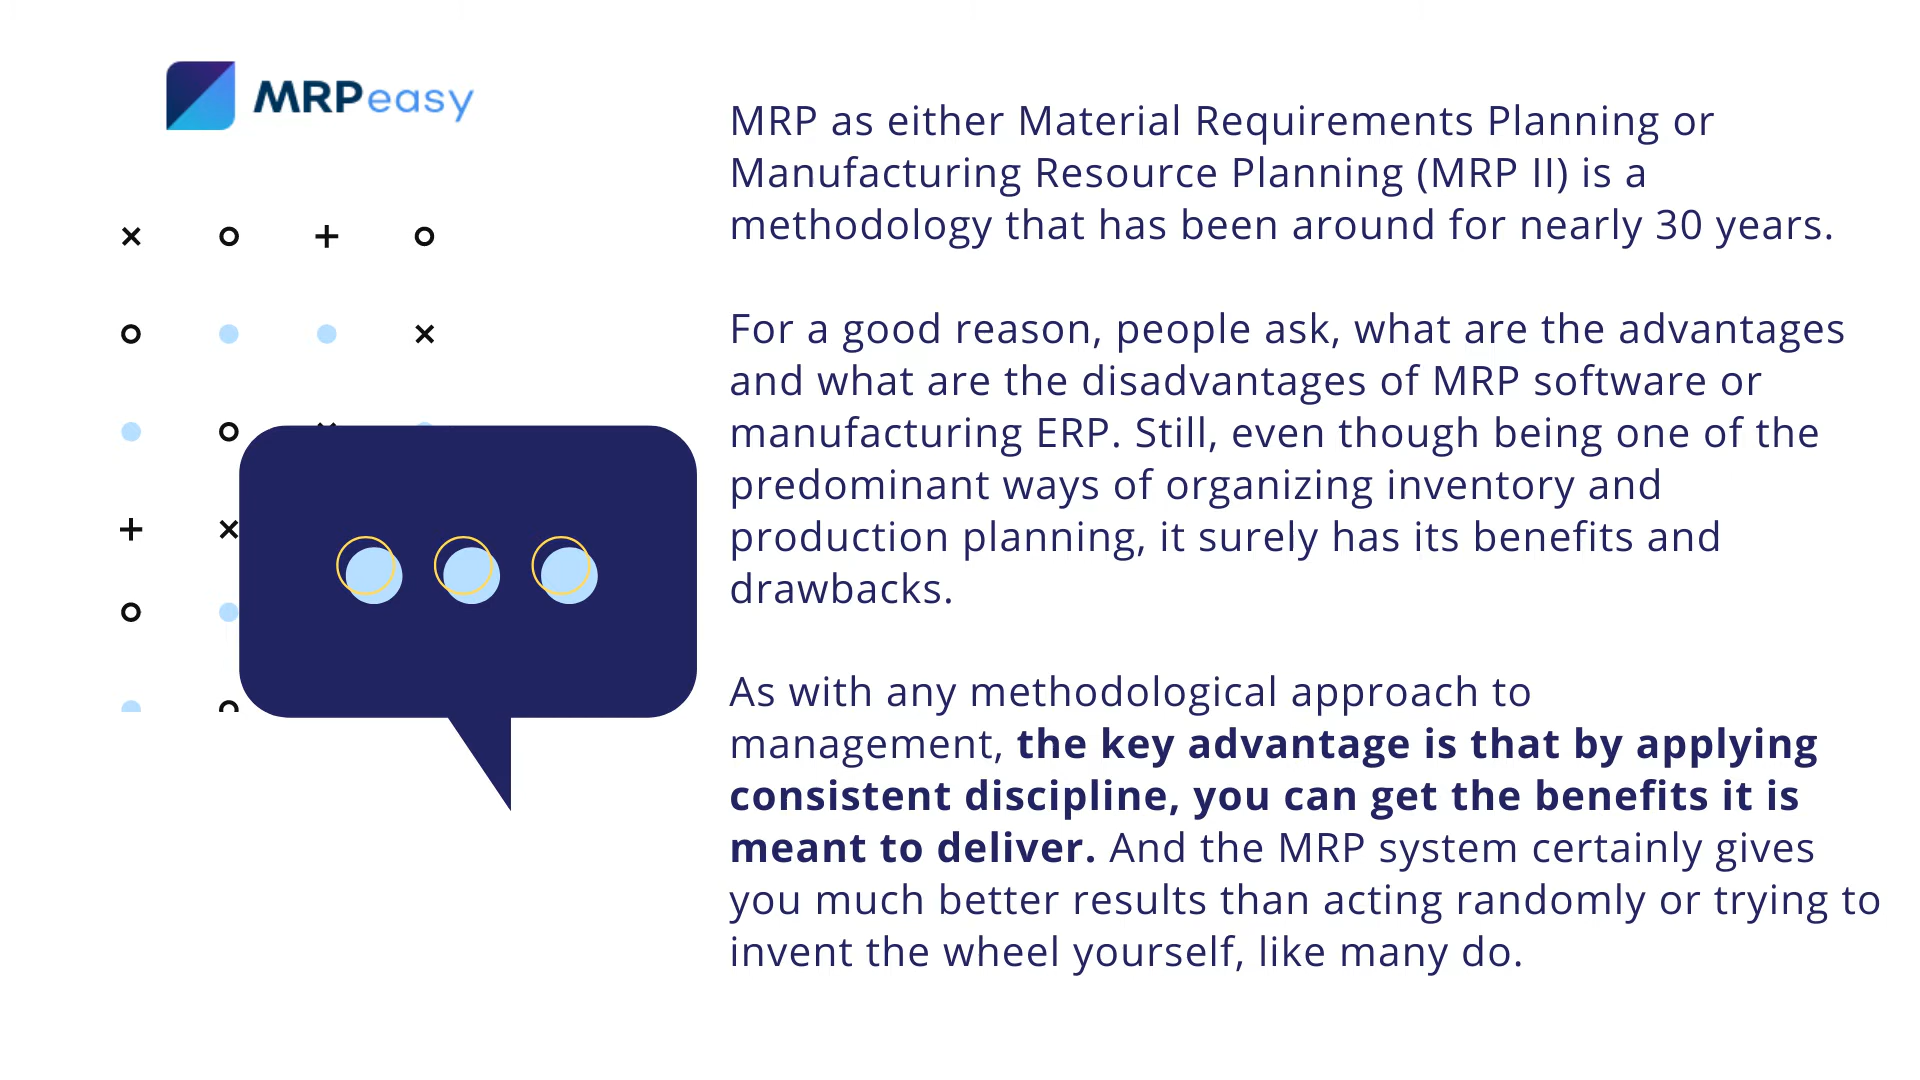 MRPeasy
MRP as either Material Requirements Planning or
Manufacturing Resource Planning (MRP II) is a
methodology that has been around for nearly 30 years.
For a good reason, people ask, what are the advantages
and what are the disadvantages of MRP software or
manufacturing ERP. Still, even though being one of the
predominant ways of organizing inventory and
production planning, it surely has its benefits and
drawbacks.
As with any methodological approach to
management, the key advantage is that by applying
consistent discipline, you can get the benefits it is
meant to deliver. And the MRP system certainly gives
you much better results than acting randomly or trying to
invent the wheel yourself, like many do.